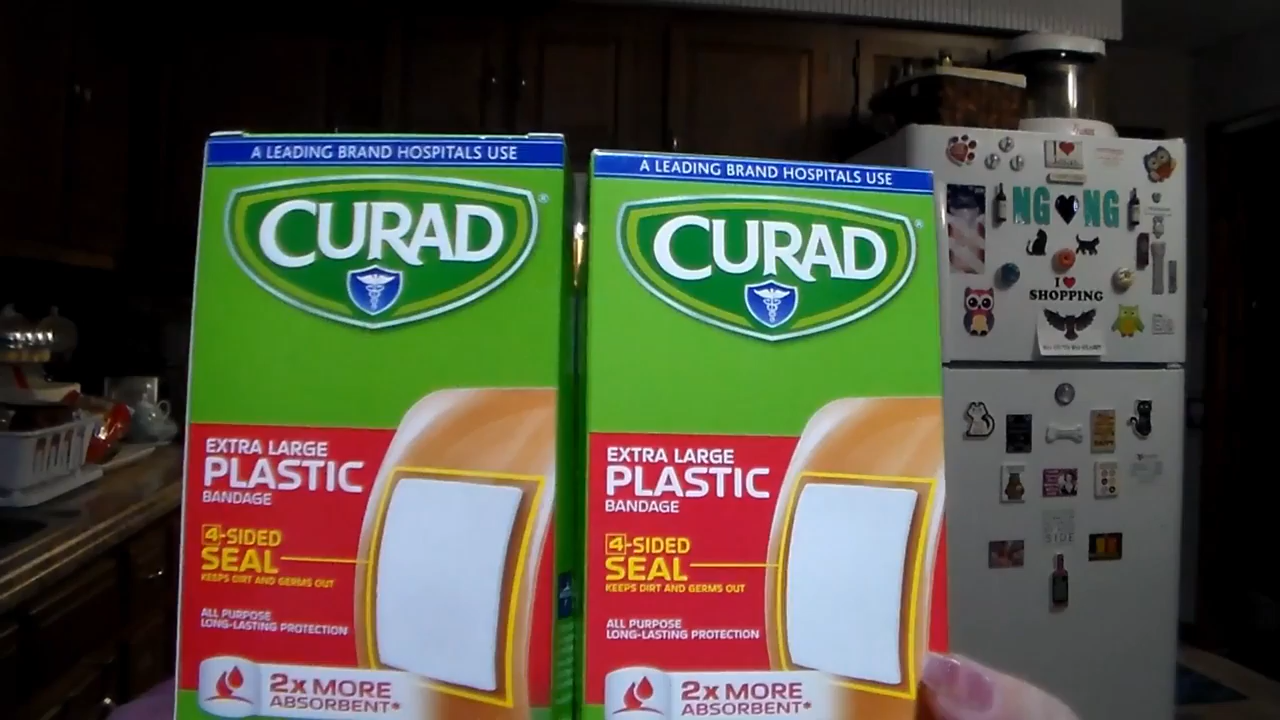 A LEADING BRAND HOSPITALS USE
CURAD®
EXTRA LARGE
PLASTIC
BANDAGE
4-SIDED
SEAL
KEEPS DIRT AND GERMS OUT
ALL PURPOSE
LONG-LASTING PROTECTION
2x MORE
ABSORBENT*
A LEADING BRAND HOSPITALS USE
CURAD®
EXTRA LARGE
PLASTIC
BANDAGE
4-SIDED
SEAL
KEEPS DIRT AND GERMS OUT
ALL PURPOSE
LONG-LASTING PROTECTION
2x MORE
ABSORBENT*
I
NG NG
I
SHOPPING
SIDE